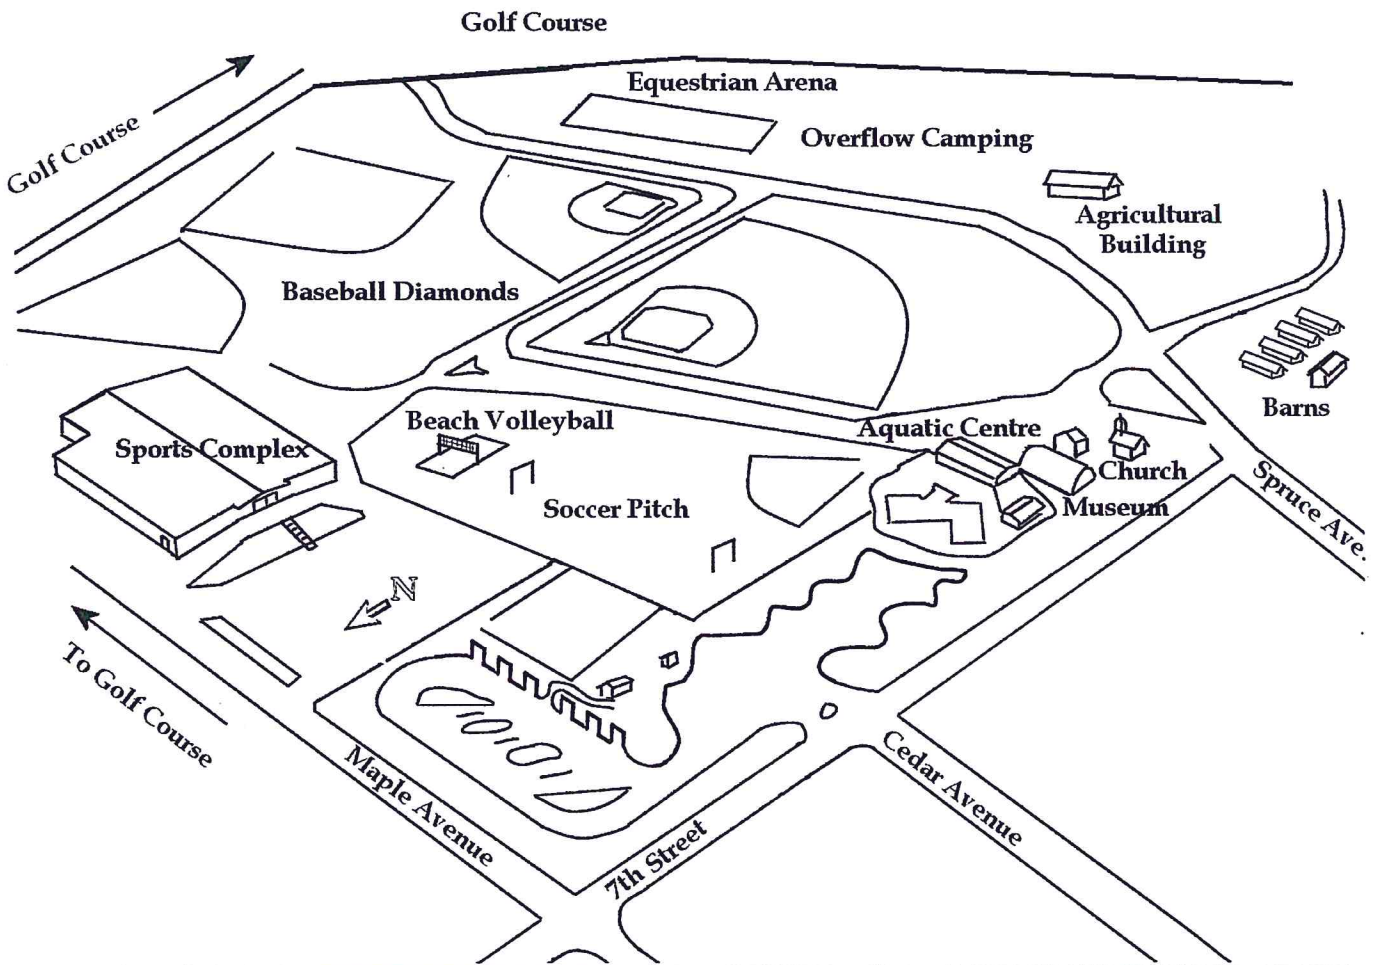 Golf Course
Equestrian Arena
Golf Course
Overflow Camping
Agricultural
Building
Baseball Diamonds
Barns
Beach Volleyball
Aquatic Centre
Sports Complex
Church
Spruce Ave.
Soccer Pitch
Museum
N
To Golf Course
Maple Avenue
Cedar Avenue
7th Street